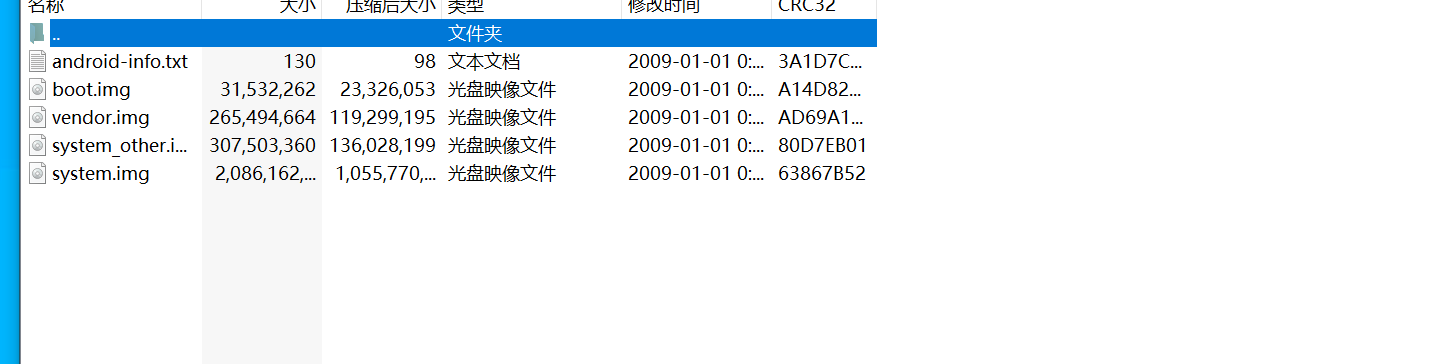 名称 大小 压缩后大小 类型 修改时间 CRC32
.. 文件夹
android-info.txt 130 98 文本文档 2009-01-01 0:... 3A1D7C...
boot.img 31,532,262 23,326,053 光盘映像文件 2009-01-01 0:... A14D82...
vendor.img 265,494,664 119,299,195 光盘映像文件 2009-01-01 0:... AD69A1...
system_other.i... 307,503,360 136,028,199 光盘映像文件 2009-01-01 0:... 80D7EB01
system.img 2,086,162,... 1,055,770,... 光盘映像文件 2009-01-01 0:... 63867B52